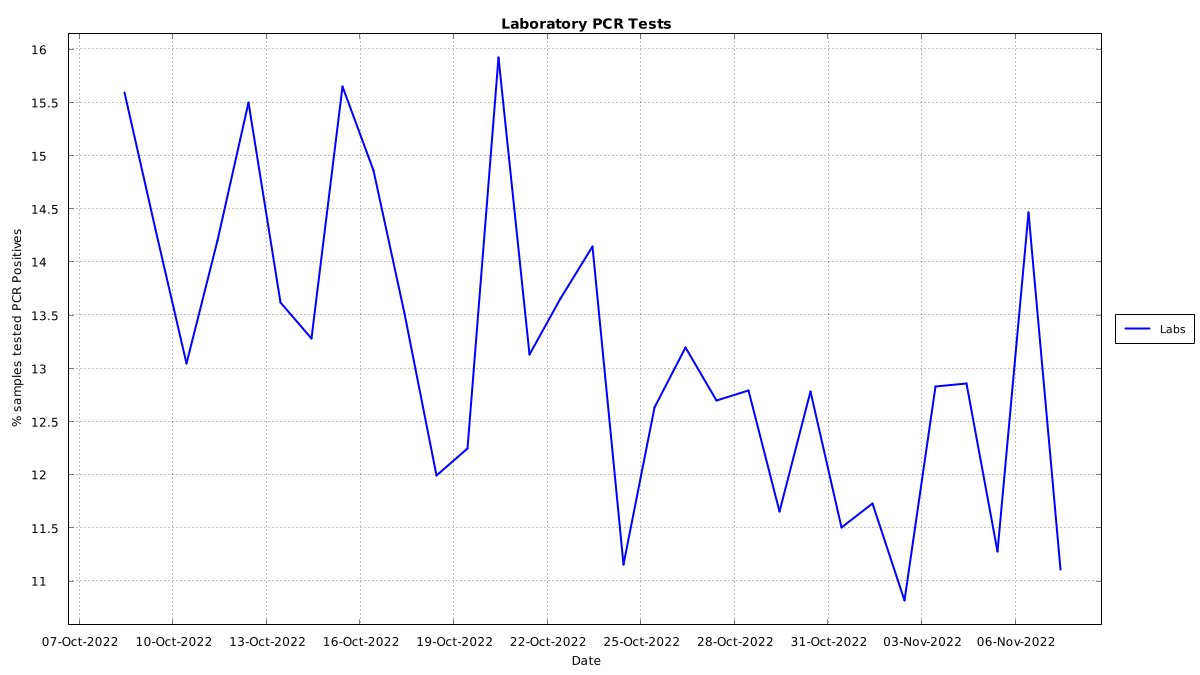 Laboratory PCR Tests
% samples tested PCR Positives
16
15.5
15
14.5
14
13.5
13
12.5
12
11.5
11
07-Oct-2022 10-Oct-2022 13-Oct-2022 16-Oct-2022 19-Oct-2022 22-Oct-2022 25-Oct-2022 28-Oct-2022 31-Oct-2022 03-Nov-2022 06-Nov-2022
Date
Labs